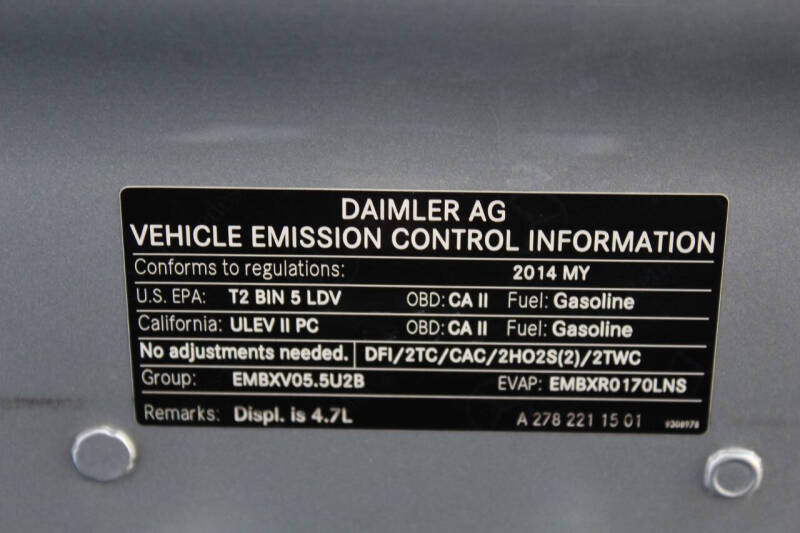 DAIMLER AG
VEHICLE EMISSION CONTROL INFORMATION
Conforms to regulations: 2014 MY
U.S. EPA: T2 BIN 5 LDV OBD: CA II Fuel: Gasoline
California: ULEV II PC OBD: CA II Fuel: Gasoline
No adjustments needed. DFI/2TC/CAC/2HO2S(2)/2TWC
Group: EMBXV05.5U2B EVAP: EMBXR0170LNS
Remarks: Displ. is 4.7L A 278 221 15 01